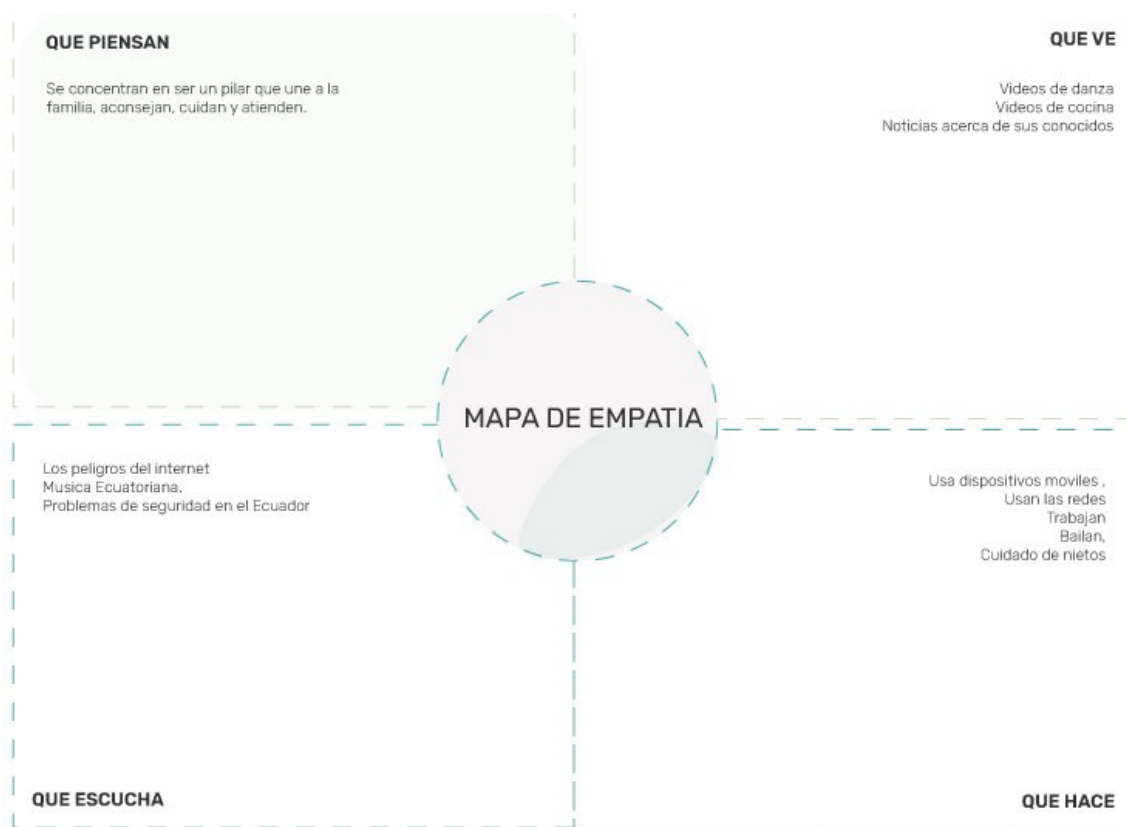 QUE PIENSAN
Se concentran en ser un pilar que une a la
familia, aconsejan, cuidan y atienden.
QUE VE
Videos de danza
Videos de cocina
Noticias acerca de sus conocidos
MAPA DE EMPATIA
Los peligros del internet
Musica Ecuatoriana.
Problemas de seguridad en el Ecuador
QUE ESCUCHA
Usa dispositivos moviles ,
Usan las redes
Trabajan
Bailan,
Cuidado de nietos
QUE HACE